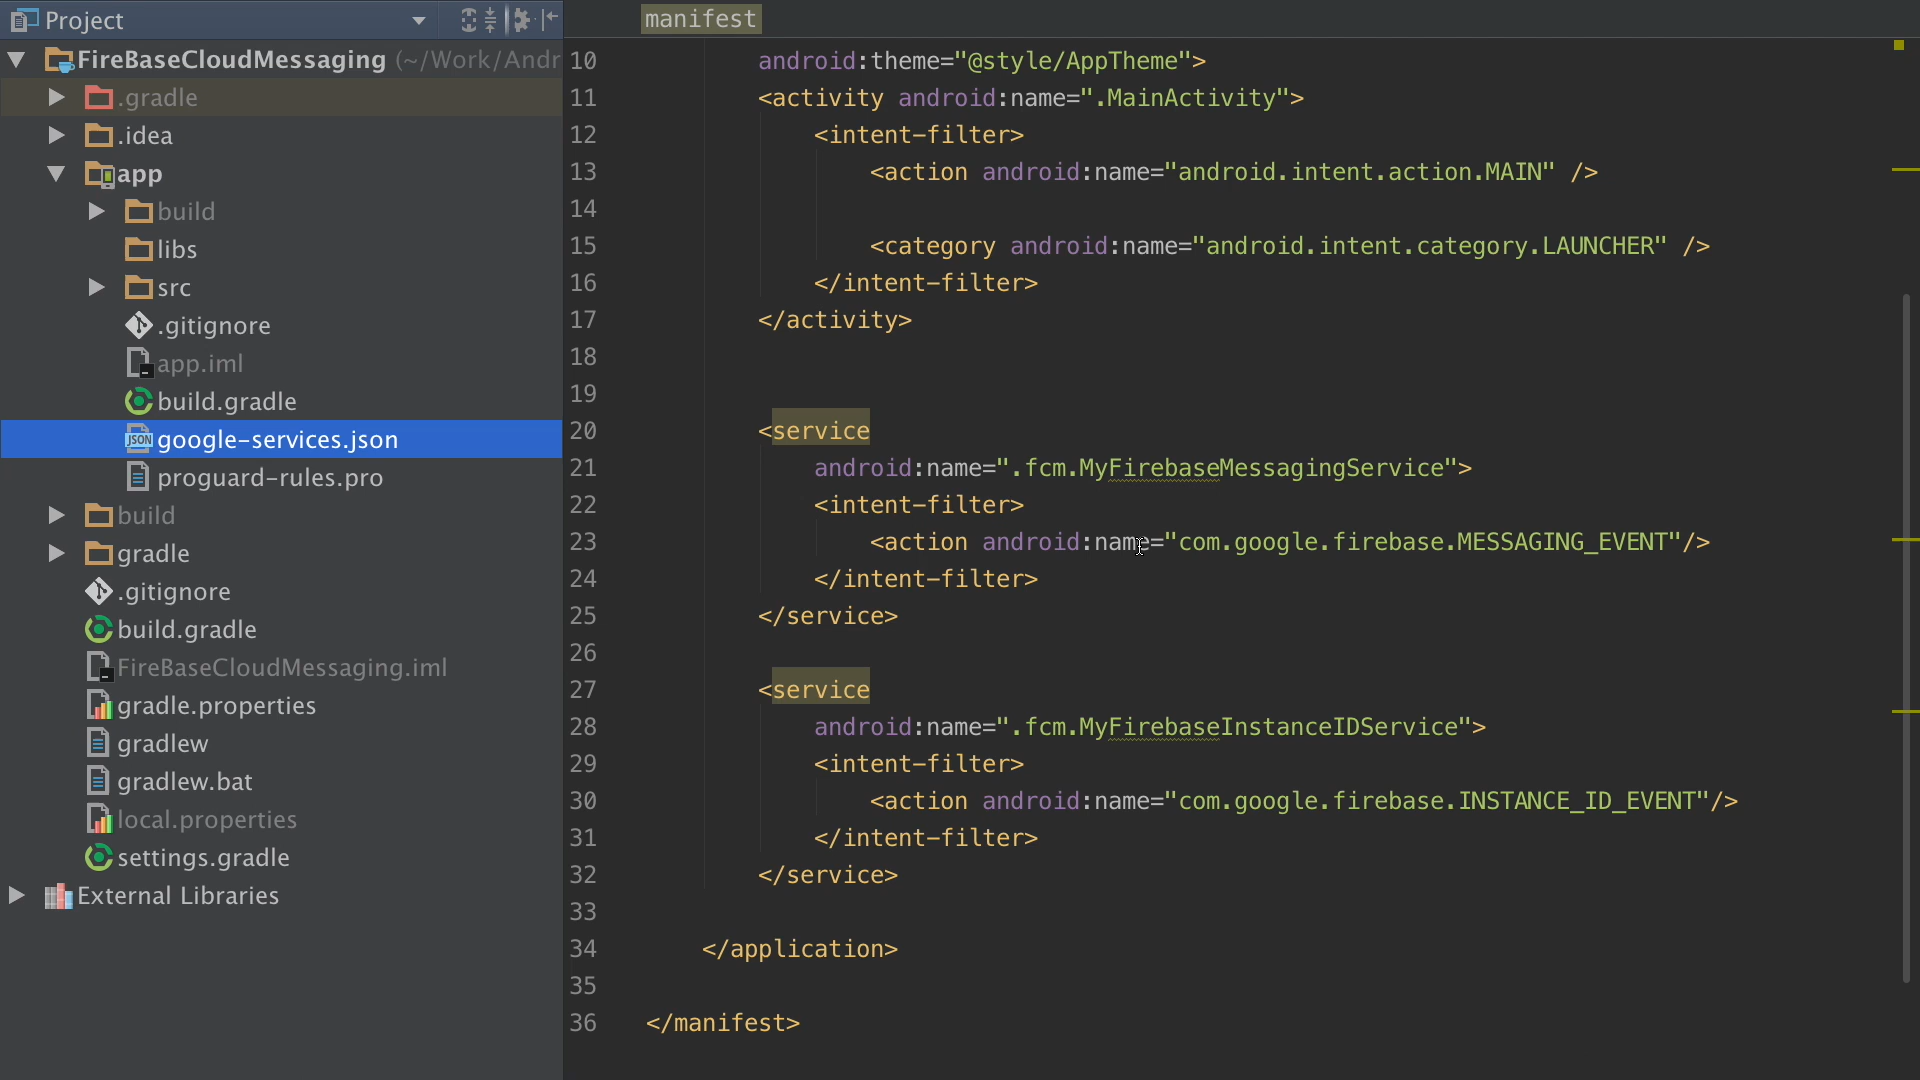 Project
FireBaseCloudMessaging (~/Work/Andr
.gradle
.idea
app
build
libs
src
.gitignore
app.iml
build.gradle
JSON google-services.json
proguard-rules.pro
build
gradle
.gitignore
build.gradle
FireBaseCloudMessaging.iml
gradle.properties
gradlew
gradlew.bat
local.properties
settings.gradle
External Libraries
manifest
10 android:theme="@style/AppTheme">
11 <activity android:name=".MainActivity">
12 <intent-filter>
13 <action android:name="android.intent.action.MAIN" />
14
15 <category android:name="android.intent.category.LAUNCHER" />
16 </intent-filter>
17 </activity>
18
19
20 <service
21 android:name=".fcm.MyFirebaseMessagingService">
22 <intent-filter>
23 <action android:name="com.google.firebase.MESSAGING_EVENT"/>
24 </intent-filter>
25 </service>
26
27 <service
28 android:name=".fcm.MyFirebaseInstanceIDService">
29 <intent-filter>
30 <action android:name="com.google.firebase.INSTANCE_ID_EVENT"/>
31 </intent-filter>
32 </service>
33
34 </application>
35
36 </manifest>